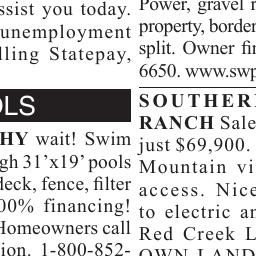 ssist you today.
unemployment
lling Statepay,
OLS
HY wait! Swim
gh 31'x19' pools
deck, fence, filter
00% financing!
Homeowners call
ion. 1-800-852-
Power, gravel r
property, border
split. Owner fin
6650. www.swp
SOUTHER
RANCH Sale
just $69,900.
Mountain vi
access. Nice
to electric an
Red Creek L
OWN LAND